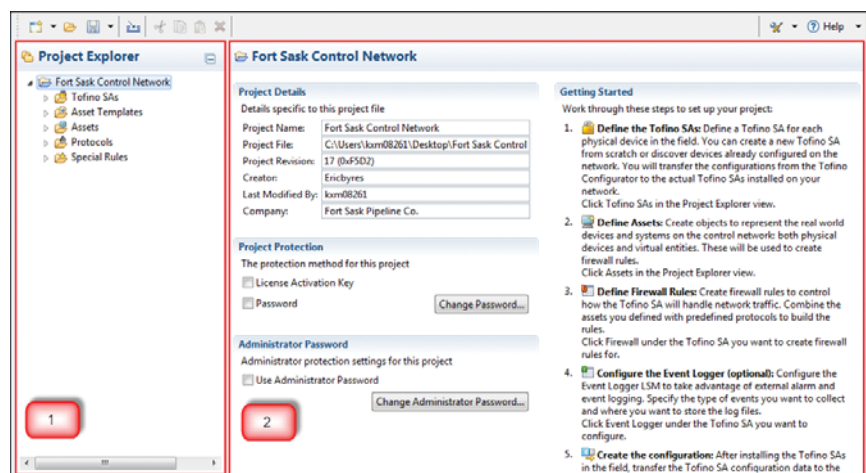 Help
Project Explorer
Fort Sask Control Network
Tofino SAs
Asset Templates
Assets
Protocols
Special Rules
1
Fort Sask Control Network
Project Details
Details specific to this project file
Project Name: Fort Sask Control Network
Project File: C:\Users\kxm08261\Desktop\Fort Sask Control
Project Revision: 17 (0xF5D2)
Creator: Ericbyres
Last Modified By: kxm08261
Company: Fort Sask Pipeline Co.
Project Protection
The protection method for this project
License Activation Key
Password
Change Password...
Administrator Password
Administrator protection settings for this project
Use Administrator Password
Change Administrator Password...
2
Getting Started
Work through these steps to set up your project:
1. Define the Tofino SAs: Define a Tofino SA for each
physical device in the field. You can create a new Tofino SA
from scratch or discover devices already configured on the
network. You will transfer the configurations from the Tofino
Configurator to the actual Tofino SAs installed on your
network.
Click Tofino SAs in the Project Explorer view.
2. Define Assets: Create objects to represent the real world
devices and systems on the control network: both physical
devices and virtual entities. These will be used to create
firewall rules.
Click Assets in the Project Explorer view.
3. Define Firewall Rules: Create firewall rules to control
how the Tofino SA will handle network traffic. Combine the
assets you defined with predefined protocols to build the
rules.
Click Firewall under the Tofino SA you want to create firewall
rules for.
4. Configure the Event Logger (optional): Configure the
Event Logger LSM to take advantage of external alarm and
event logging. Specify the type of events you want to collect
and where you want to store the log files.
Click Event Logger under the Tofino SA you want to
configure.
5. Create the configuration: After installing the Tofino SAs
in the field, transfer the Tofino SA configuration data to the